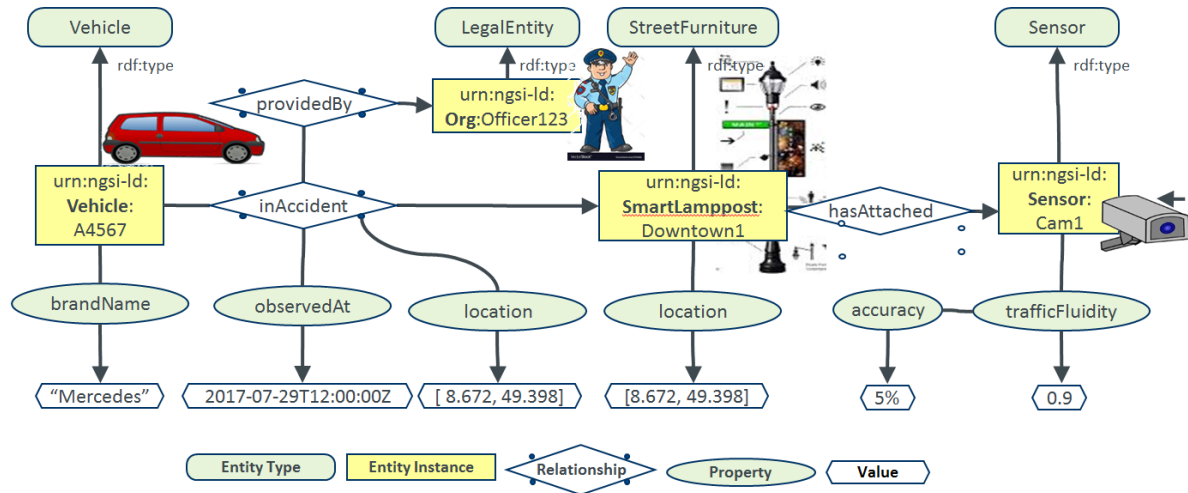 Vehicle
LegalEntity
StreetFurniture
Sensor
rdf:type
rdf:type
rdf:type
rdf:type
providedBy
urn:ngsi-ld:
Org:Officer123
MAIN
urn:ngsi-ld:
Vehicle:
A4567
inAccident
urn:ngsi-ld:
SmartLamppost:
Downtown1
hasAttached
urn:ngsi-ld:
Sensor:
Cam1
brandName
observedAt
location
location
accuracy
trafficFluidity
“Mercedes”
2017-07-29T12:00:00Z
[ 8.672, 49.398]
[8.672, 49.398]
5%
0.9
Entity Type
Entity Instance
Relationship
Property
Value